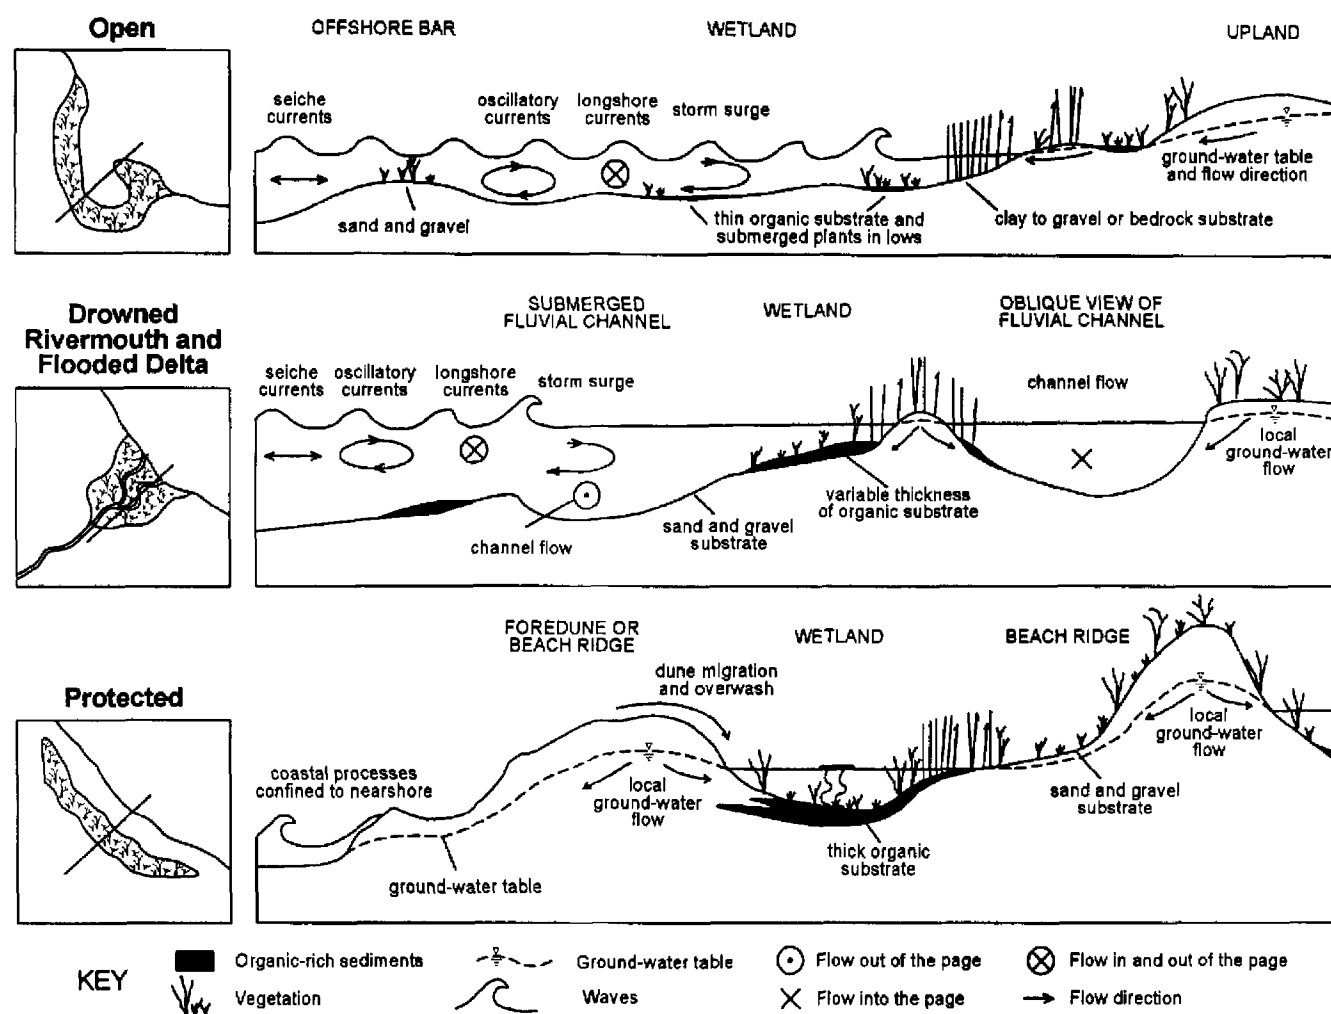 Open
OFFSHORE BAR
WETLAND
UPLAND
seiche
currents
oscillatory
currents
longshore
currents
storm surge
sand and gravel
thin organic substrate and
submerged plants in lows
clay to gravel or bedrock substrate
ground-water table
and flow direction
Drowned
Rivermouth and
Flooded Delta
SUBMERGED
FLUVIAL CHANNEL
WETLAND
OBLIQUE VIEW OF
FLUVIAL CHANNEL
seiche
currents
oscillatory
currents
longshore
currents
storm surge
channel flow
channel flow
sand and gravel
substrate
variable thickness
of organic substrate
local
ground-water
flow
Protected
FOREDUNE OR
BEACH RIDGE
WETLAND
BEACH RIDGE
dune migration
and overwash
coastal processes
confined to nearshore
local
ground-water
flow
ground-water table
thick organic
substrate
sand and gravel
substrate
local
ground-water
flow
KEY
Organic-rich sediments
Ground-water table
Flow out of the page
Flow in and out of the page
Vegetation
Waves
Flow into the page
Flow direction